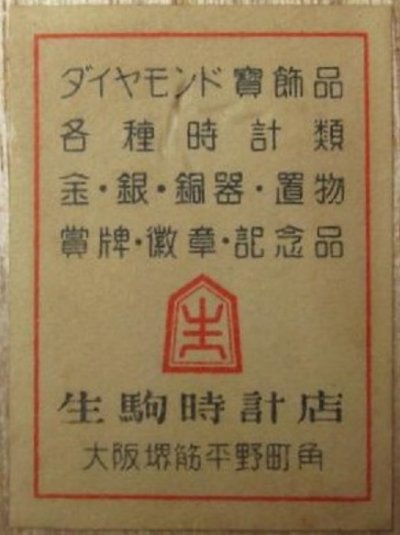 ダイヤモンド寶飾品
各種時計類
金・銀・銅器・置物
賞牌・徽章・記念品
生
生駒時計店
大阪堺筋平野町角